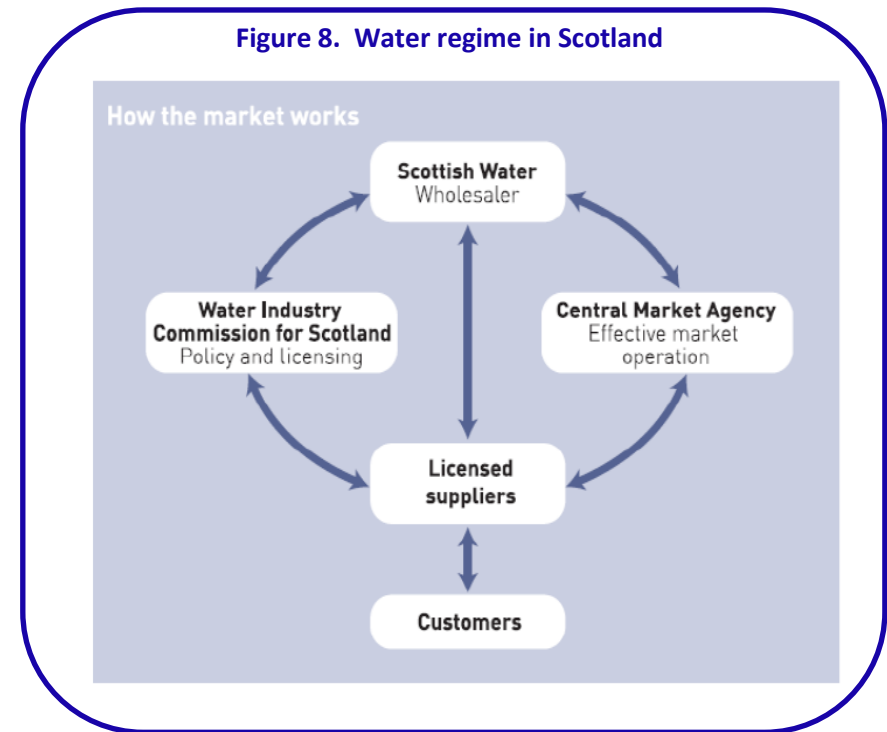 Figure 8. Water regime in Scotland
How the market works
Scottish Water
Wholesaler
Water Industry
Commission for Scotland
Policy and licensing
Central Market Agency
Effective market
operation
Licensed
suppliers
Customers